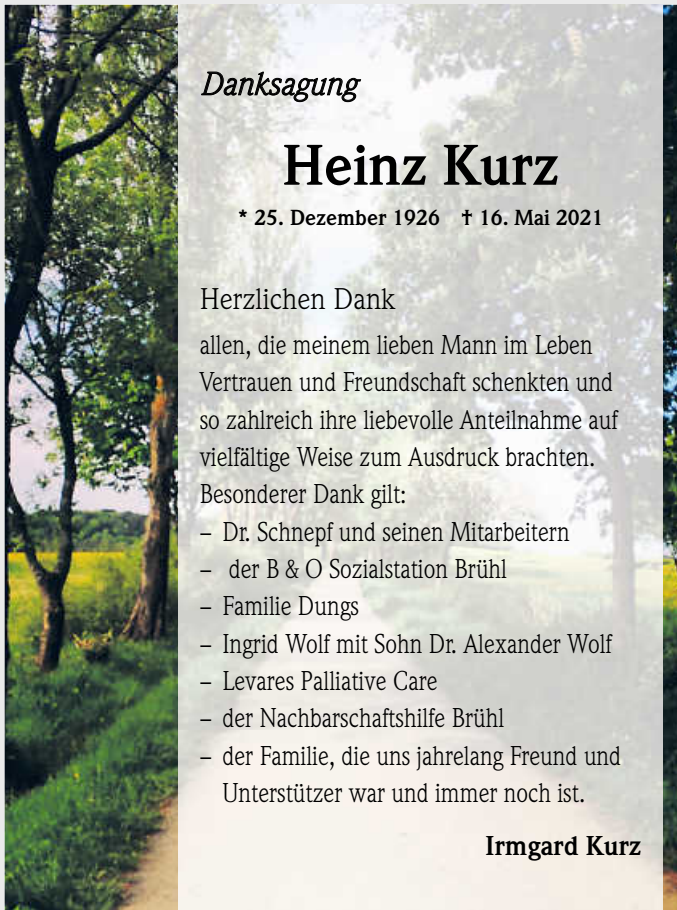 Danksagung
Heinz Kurz
* 25. Dezember 1926 † 16. Mai 2021
Herzlichen Dank
allen, die meinem lieben Mann im Leben
Vertrauen und Freundschaft schenkten und
so zahlreich ihre liebevolle Anteilnahme auf
vielfältige Weise zum Ausdruck brachten.
Besonderer Dank gilt:
– Dr. Schnepf und seinen Mitarbeitern
– der B & O Sozialstation Brühl
– Familie Dungs
– Ingrid Wolf mit Sohn Dr. Alexander Wolf
– Levares Palliative Care
– der Nachbarschaftshilfe Brühl
– der Familie, die uns jahrelang Freund und
Unterstützer war und immer noch ist.
Irmgard Kurz